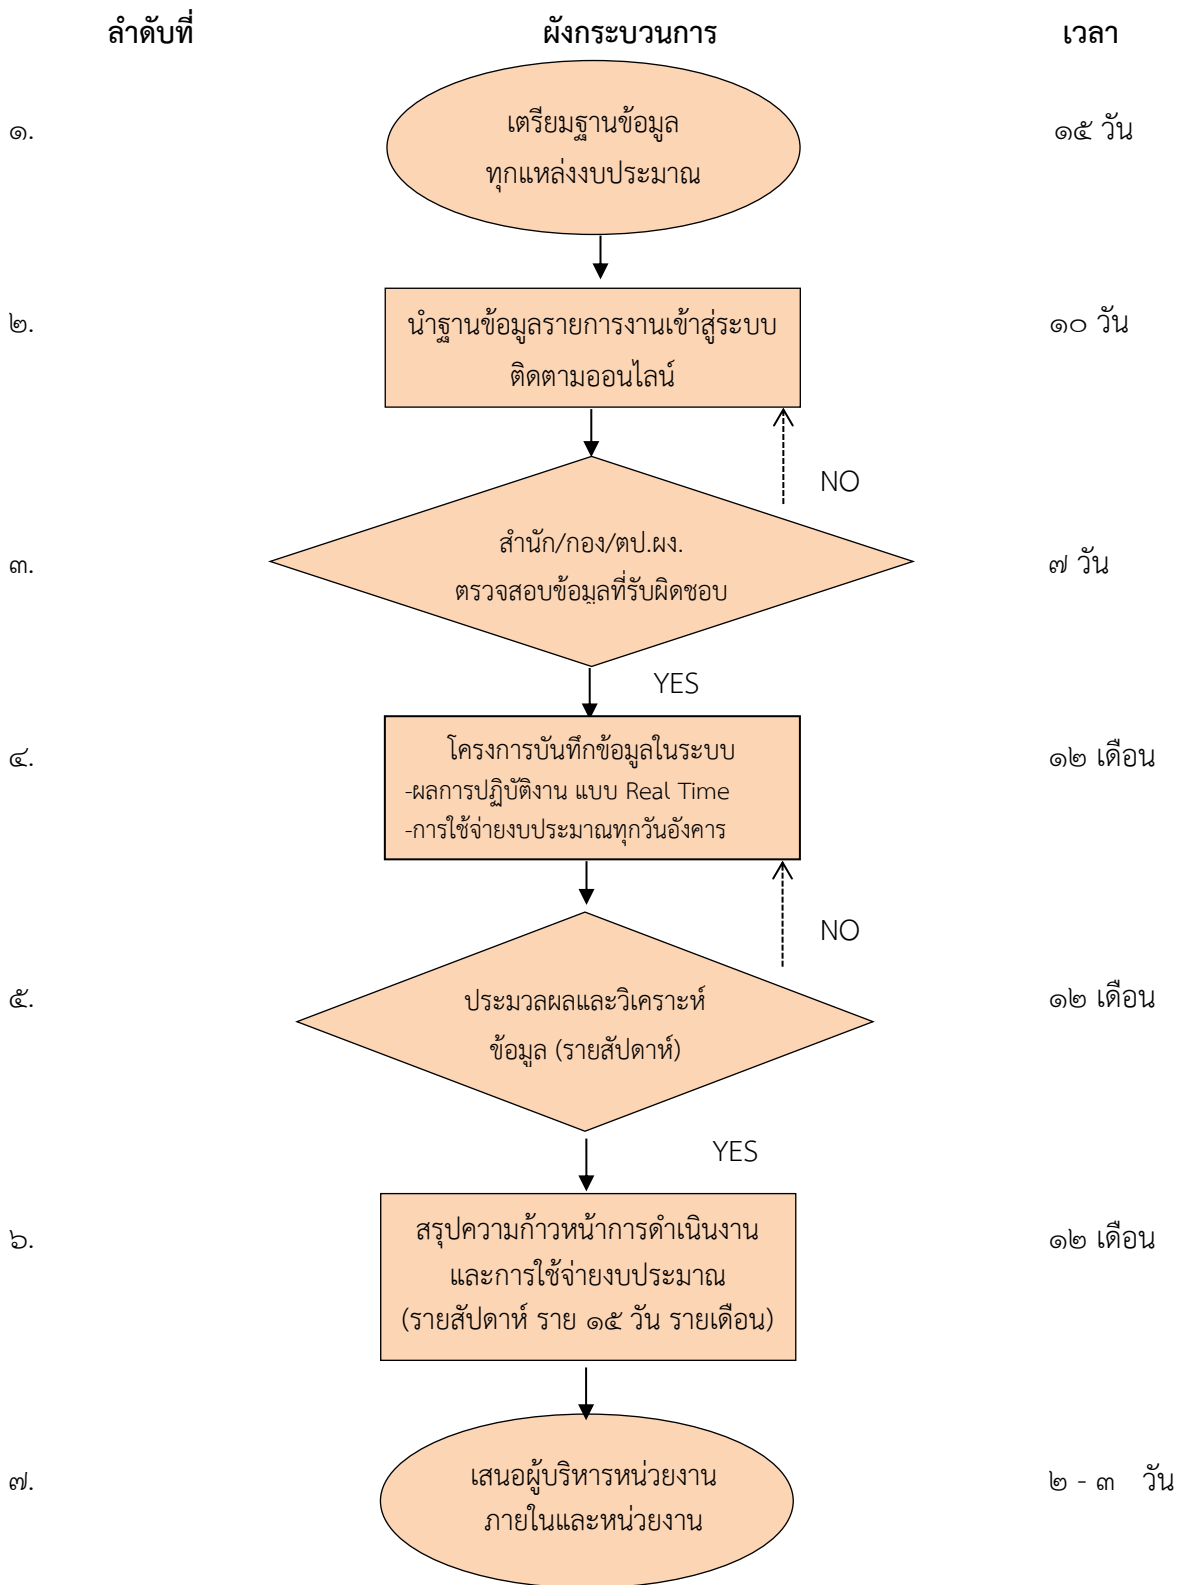 ลำดับที่ ผังกระบวนการ เวลา
๑. เตรียมฐานข้อมูล ๑๕ วัน
ทุกแหล่งงบประมาณ
๒. นำฐานข้อมูลรายการงานเข้าสู่ระบบ ๑๐ วัน
ติดตามออนไลน์
NO
สำนัก/กอง/ตป.ผง.
๓. ๗ วัน
ตรวจสอบข้อมูลที่รับผิดชอบ
YES
๔. โครงการบันทึกข้อมูลในระบบ ๑๒ เดือน
-ผลการปฏิบัติงาน แบบ Real Time
-การใช้จ่ายงบประมาณทุกวันอังคาร
NO
๕. ประมวลผลและวิเคราะห์ ๑๒ เดือน
ข้อมูล (รายสัปดาห์)
YES
๖. สรุปความก้าวหน้าการดำเนินงาน ๑๒ เดือน
และการใช้จ่ายงบประมาณ
(รายสัปดาห์ ราย ๑๕ วัน รายเดือน)
๗. เสนอผู้บริหารหน่วยงาน ๒ - ๓ วัน
ภายในและหน่วยงาน